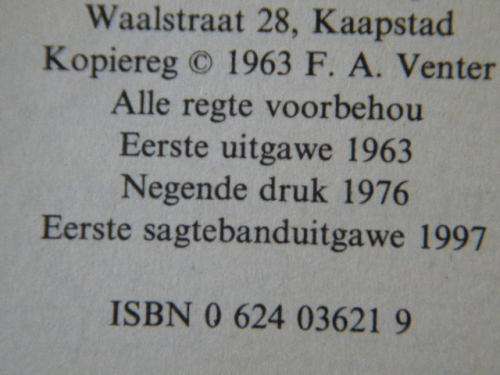 Waalstraat 28, Kaapstad
Kopiereg © 1963 F. A. Venter
Alle regte voorbehou
Eerste uitgawe 1963
Negende druk 1976
Eerste sagtebanduitgawe 1997
ISBN 0 624 03621 9